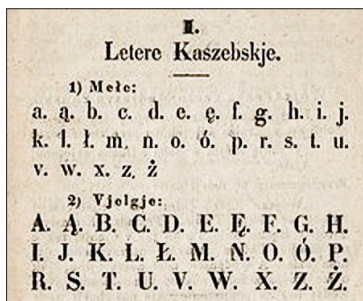 I.
Letere Kaszebskje.
1) Mełe:
a. ą. b. c. d. e. ę. f. g. h. i. j.
k. l. ł. m. n. o. ó. p. r. s. t. u.
v. w. x. z. ż
2) Vjelgje:
A. Ą. B. C. D. E. Ę. F. G. H.
I. J. K. L. Ł. M. N. O. Ó. P.
R. S. T. U. V. W. X. Z. Ż.